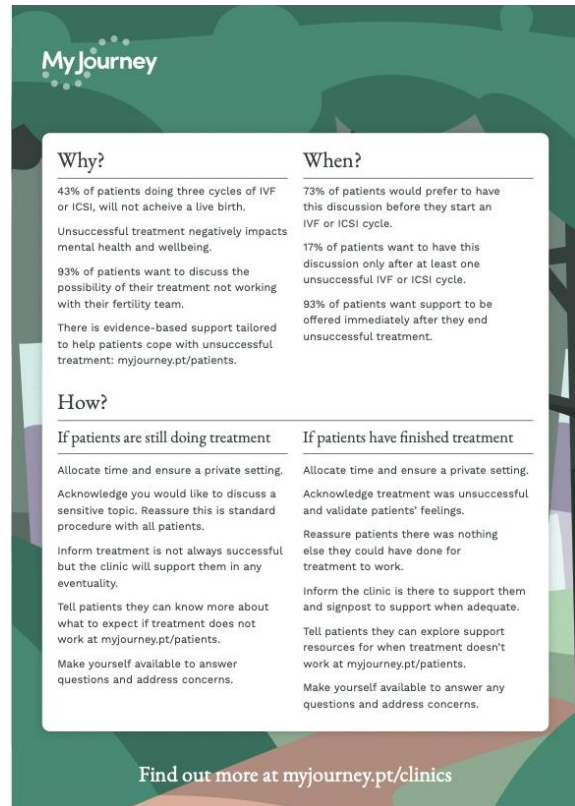 My Journey
Why?
43% of patients doing three cycles of IVF
or ICSI, will not acheive a live birth.
Unsuccessful treatment negatively impacts
mental health and wellbeing.
93% of patients want to discuss the
possibility of their treatment not working
with their fertility team.
There is evidence-based support tailored
to help patients cope with unsuccessful
treatment: myjourney.pt/patients.
When?
73% of patients would prefer to have
this discussion before they start an
IVF or ICSI cycle.
17% of patients want to have this
discussion only after at least one
unsuccessful IVF or ICSI cycle.
93% of patients want support to be
offered immediately after they end
unsuccessful treatment.
How?
If patients are still doing treatment
Allocate time and ensure a private setting.
Acknowledge you would like to discuss a
sensitive topic. Reassure this is standard
procedure with all patients.
Inform treatment is not always successful
but the clinic will support them in any
eventuality.
Tell patients they can know more about
what to expect if treatment does not
work at myjourney.pt/patients.
Make yourself available to answer
questions and address concerns.
If patients have finished treatment
Allocate time and ensure a private setting.
Acknowledge treatment was unsuccessful
and validate patients' feelings.
Reassure patients there was nothing
else they could have done for
treatment to work.
Inform the clinic is there to support them
and signpost to support when adequate.
Tell patients they can explore support
resources for when treatment doesn't
work at myjourney.pt/patients.
Make yourself available to answer any
questions and address concerns.
Find out more at myjourney.pt/clinics